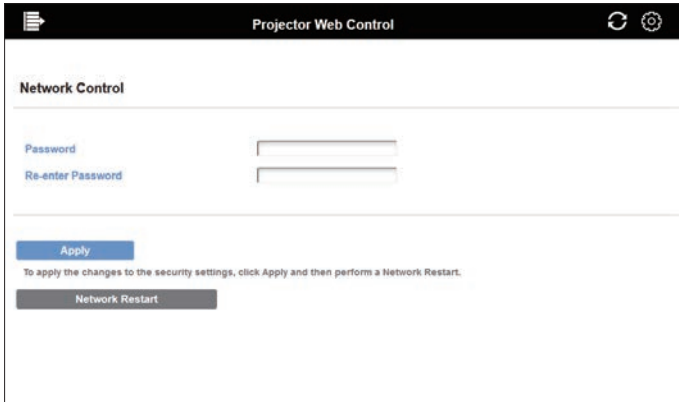 Projector Web Control
Network Control
Password
Re-enter Password
Apply
To apply the changes to the security settings, click Apply and then perform a Network Restart.
Network Restart